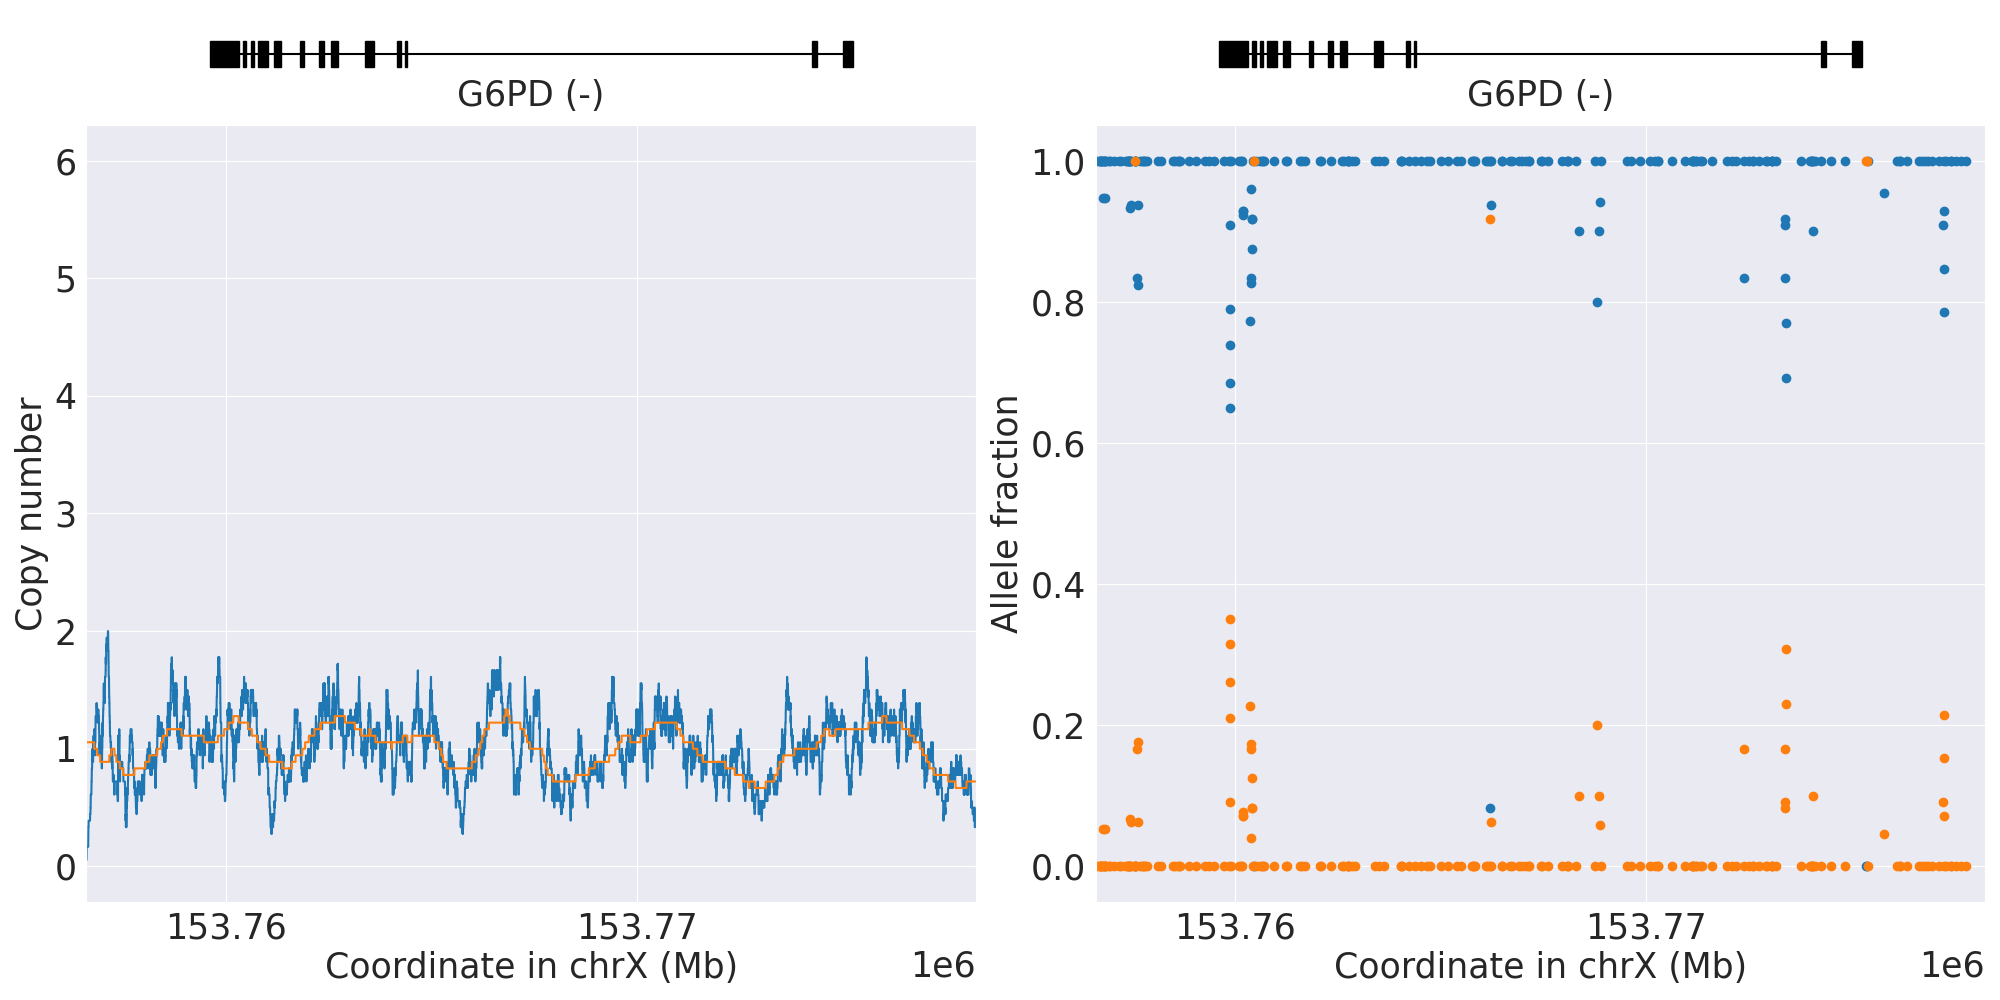 G6PD (-)
G6PD (-)
Copy number
6
5
4
3
2
1
0
153.76
153.77
Coordinate in chrX (Mb)
1e6
Allele fraction
1.0
0.8
0.6
0.4
0.2
0.0
153.76
153.77
Coordinate in chrX (Mb)
1e6